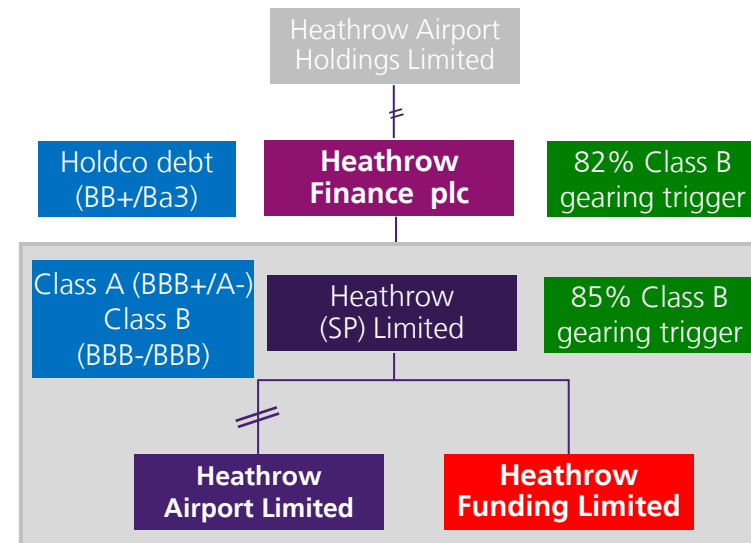 Heathrow Airport
Holdings Limited
Holdco debt
(BB+/Ba3)
Heathrow
Finance plc
82% Class B
gearing trigger
Class A (BBB+/A-)
Class B
(BBB-/BBB)
Heathrow
(SP) Limited
85% Class B
gearing trigger
Heathrow
Airport Limited
Heathrow
Funding Limited